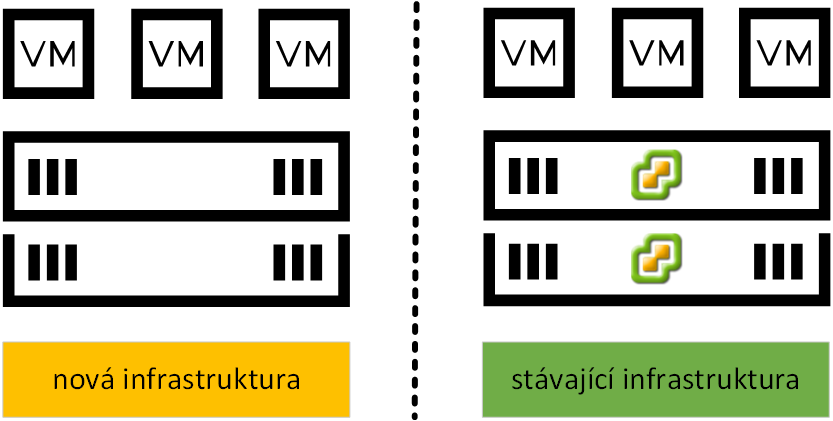 VM VM VM VM VM VM
nová infrastruktura
stávající infrastruktura